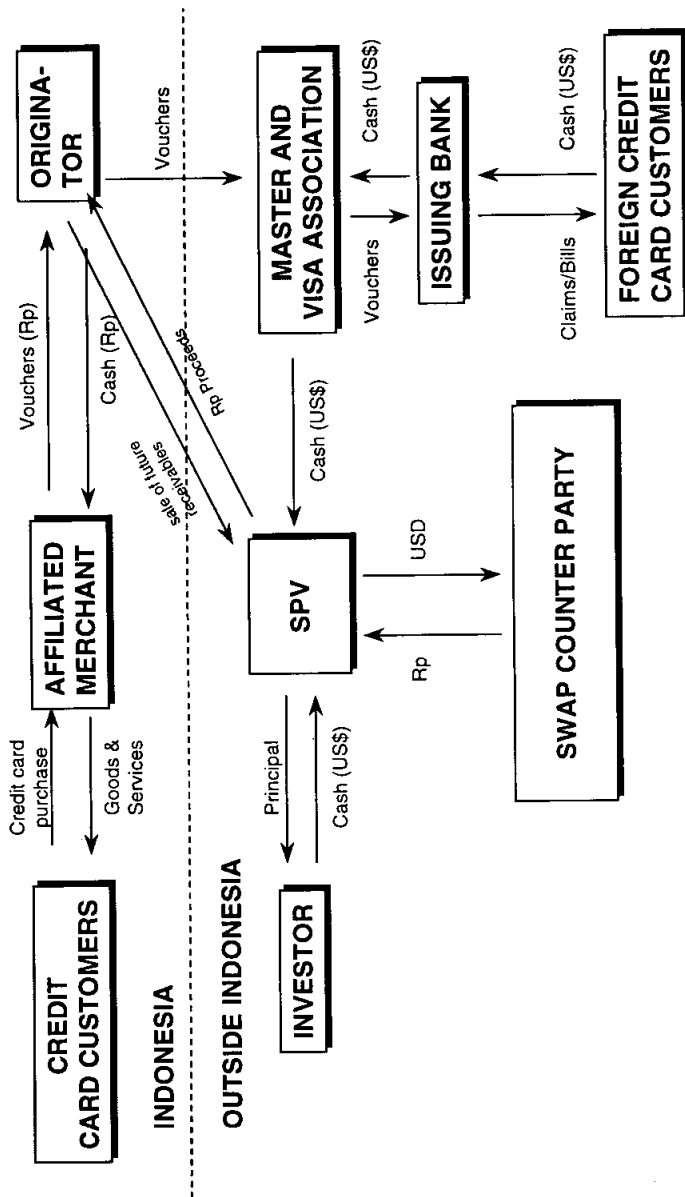 CREDIT
CARD CUSTOMERS
Credit card
purchase
Goods &
Services
AFFILIATED
MERCHANT
Vouchers (Rp)
Cash (Rp)
ORIGINA-
TOR
INDONESIA
OUTSIDE INDONESIA
sale of future
receivables
Rp Proceeds
Vouchers
INVESTOR
Principal
Cash (US$)
SPV
Cash (US$)
MASTER AND
VISA ASSOCIATION
Vouchers
Cash (US$)
ISSUING BANK
Rp
USD
Claims/Bills
Cash (US$)
SWAP COUNTER PARTY
FOREIGN CREDIT
CARD CUSTOMERS